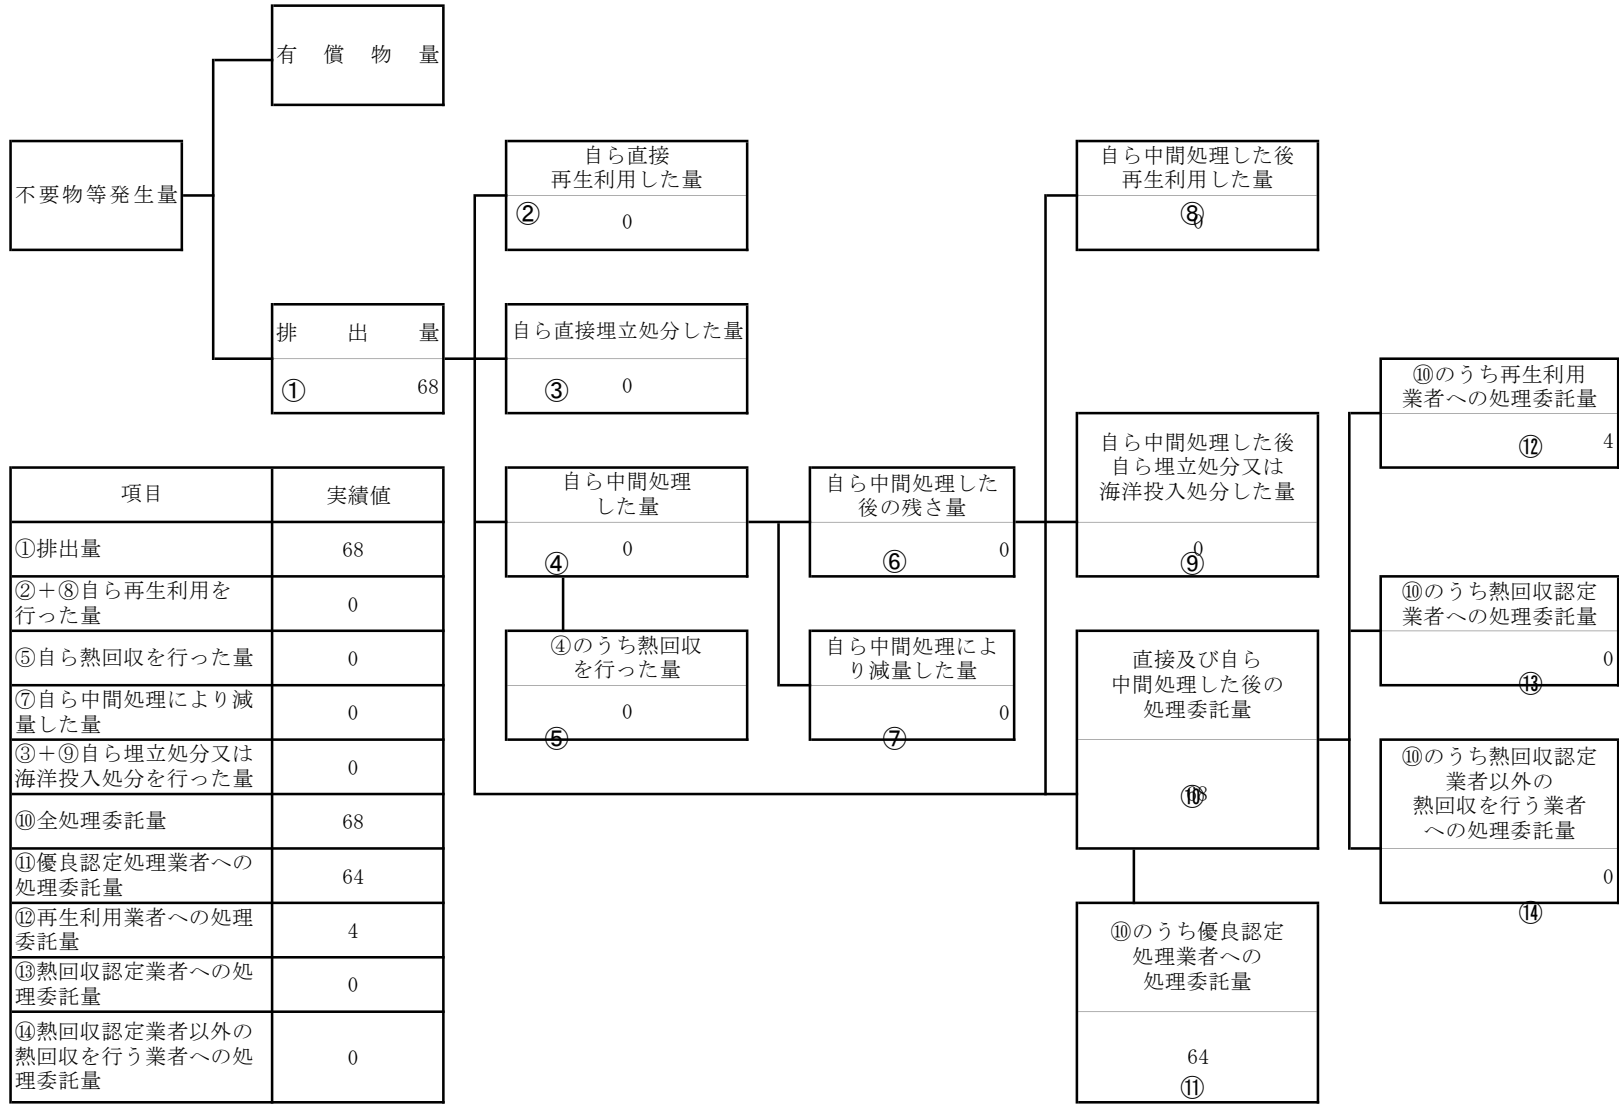 有償物量
不要物等発生量
排出量
① 68
自ら直接
再生利用した量
② 0
自ら直接埋立処分した量
③ 0
自ら中間処理
した量
④ 0
④のうち熱回収
を行った量
⑤ 0
自ら中間処理した
後の残さ量
⑥ 0
自ら中間処理によ
り減量した量
⑦ 0
自ら中間処理した後
再生利用した量
⑧ 0
自ら中間処理した後
自ら埋立処分又は
海洋投入処分した量
⑨ 0
直接及び自ら
中間処理した後の
処理委託量
⑩ 68
⑩のうち優良認定
処理業者への
処理委託量
64
⑪
⑩のうち再生利用
業者への処理委託量
⑫ 4
⑩のうち熱回収認定
業者への処理委託量
0
⑬
⑩のうち熱回収認定
業者以外の
熱回収を行う業者
への処理委託量
0
⑭
項目 実績値
①排出量 68
②+⑧自ら再生利用を
行った量 0
⑤自ら熱回収を行った量 0
⑦自ら中間処理により減
量した量 0
③+⑨自ら埋立処分又は
海洋投入処分を行った量 0
⑩全処理委託量 68
⑪優良認定処理業者への
処理委託量 64
⑫再生利用業者への処理
委託量 4
⑬熱回収認定業者への処
理委託量 0
⑭熱回収認定業者以外の
熱回収を行う業者への処
理委託量 0